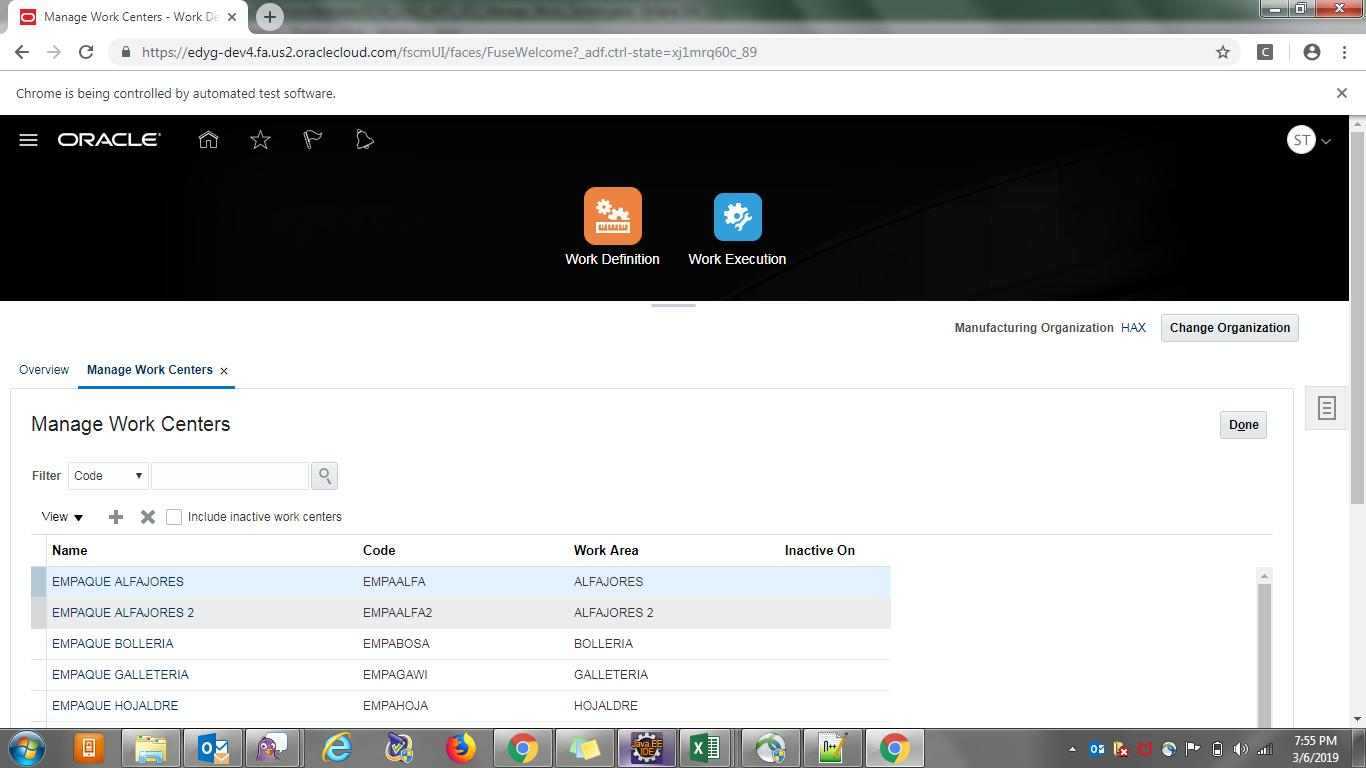 Manage Work Centers - Work De
https://edyg-dev4.fa.us2.oraclecloud.com/fscmUI/faces/FuseWelcome?_adf.ctrl-state=xj1mrq60c_89
C
Chrome is being controlled by automated test software.
ORACLE
ST
Work Definition Work Execution
Manufacturing Organization HAX Change Organization
Overview Manage Work Centers
Manage Work Centers
Done
Filter Code
View Include inactive work centers
Name Code Work Area Inactive On
EMPAQUE ALFAJORES EMPAALFA ALFAJORES
EMPAQUE ALFAJORES 2 EMPAALFA2 ALFAJORES 2
EMPAQUE BOLLERIA EMPABOSA BOLLERIA
EMPAQUE GALLETERIA EMPAGAWI GALLETERIA
EMPAQUE HOJALDRE EMPAHOJA HOJALDRE
Java EE
IDE
7:55 PM
3/6/2019